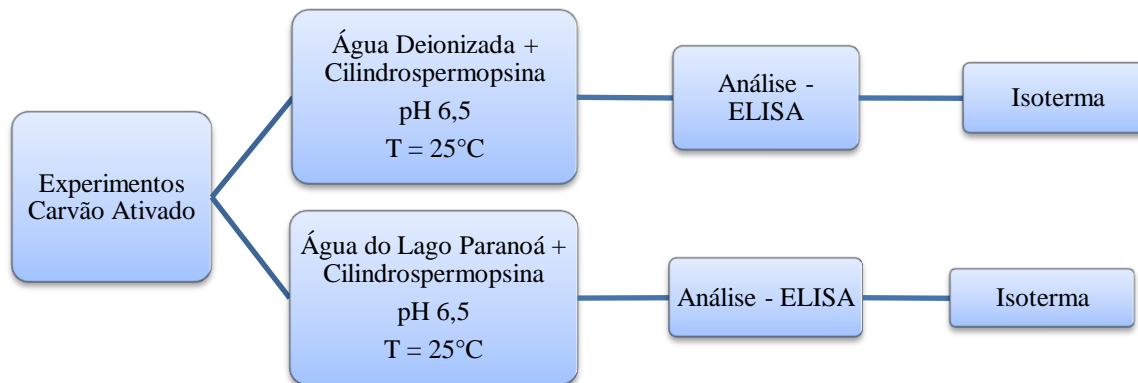 Experimentos
Carvão Ativado
Água Deionizada +
Cilindrospermopsina
pH 6,5
T = 25°C
Análise -
ELISA
Isoterma
Água do Lago Paranoá +
Cilindrospermopsina
pH 6,5
T = 25°C
Análise - ELISA
Isoterma